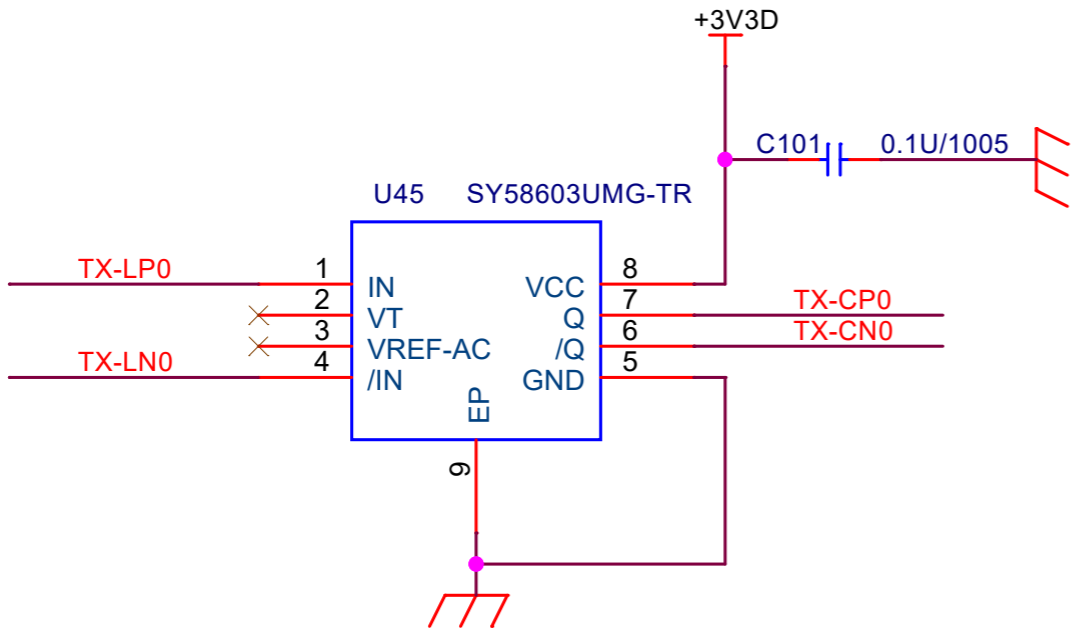 +3V3D
C101 0.1U/1005
U45 SY58603UMG-TR
TX-LP0 1 IN VCC 8
2 VT Q 7 TX-CP0
3 VREF-AC /Q 6 TX-CN0
TX-LN0 4 /IN GND 5
EP
9